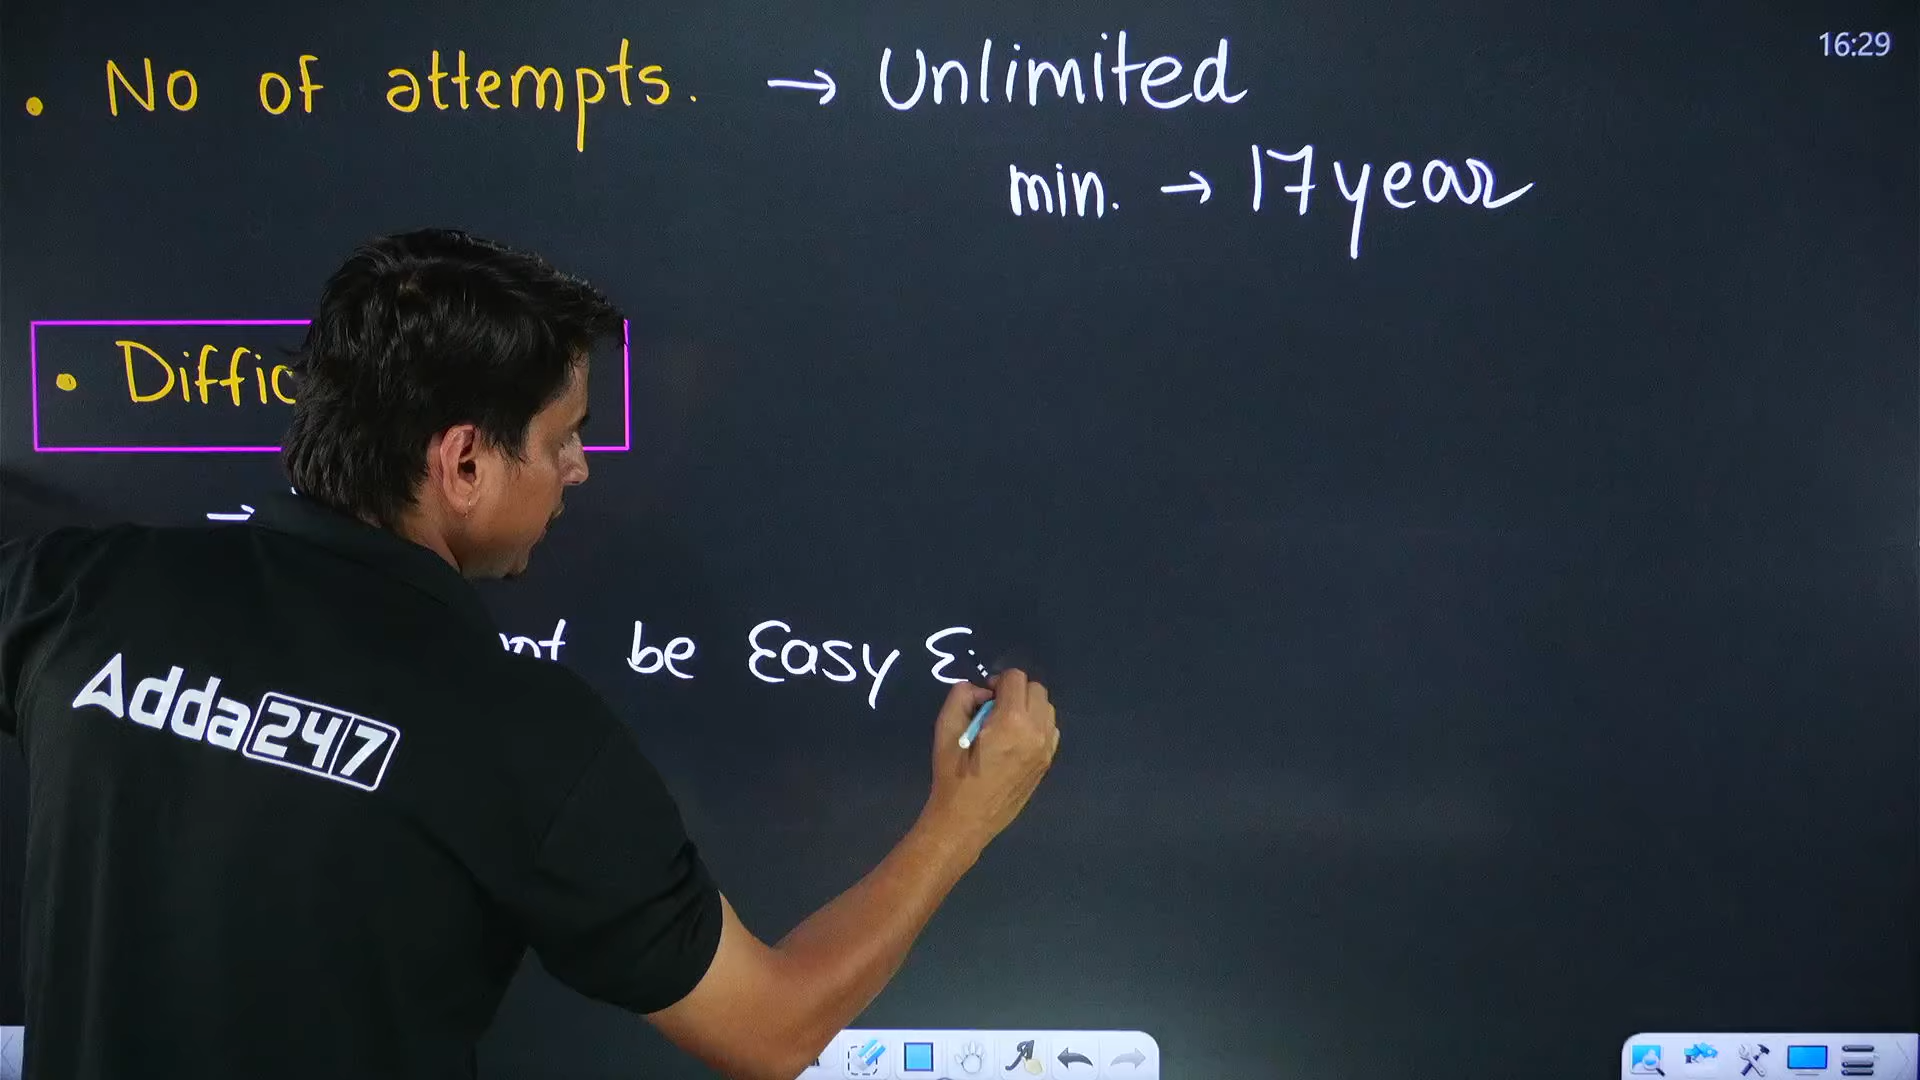 16:29
• No of attempts. → Unlimited
min. → 17 year
• Diffic
→
be Easy
Adda247